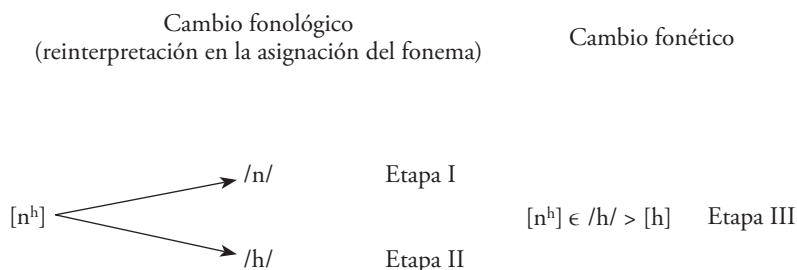 Cambio fonológico
(reinterpretación en la asignación del fonema)
Cambio fonético
/n/ Etapa I
[nʰ] [nʰ] ϵ /h/ > [h] Etapa III
/h/ Etapa II